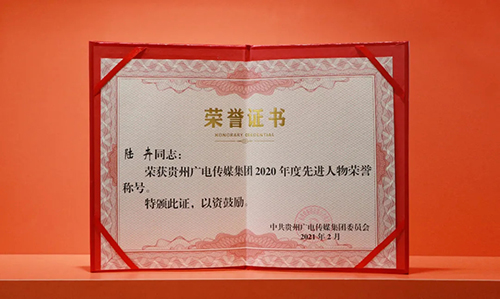 荣誉证书
陆卉同志：
荣获贵州广电传媒集团2020年度先进人物荣誉
称号。
特颁此证，以资鼓励。
中共贵州广电传媒集团委员会
2021年2月